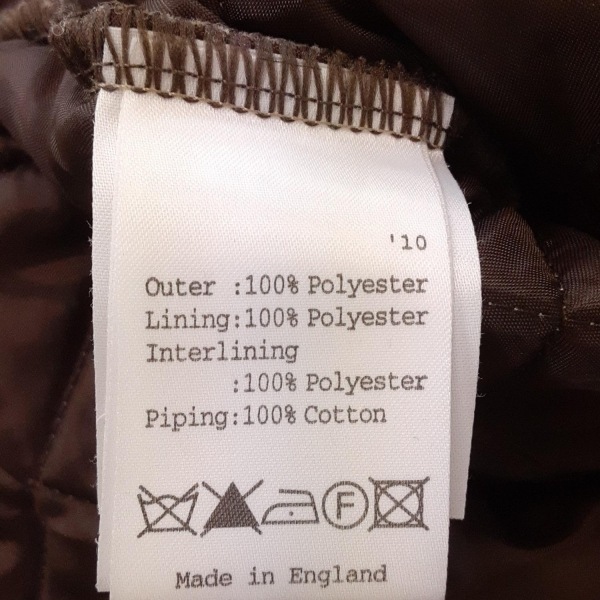 '10
Outer :100% Polyester
Lining:100% Polyester
Interlining
:100% Polyester
Piping:100% Cotton
F
Made in England